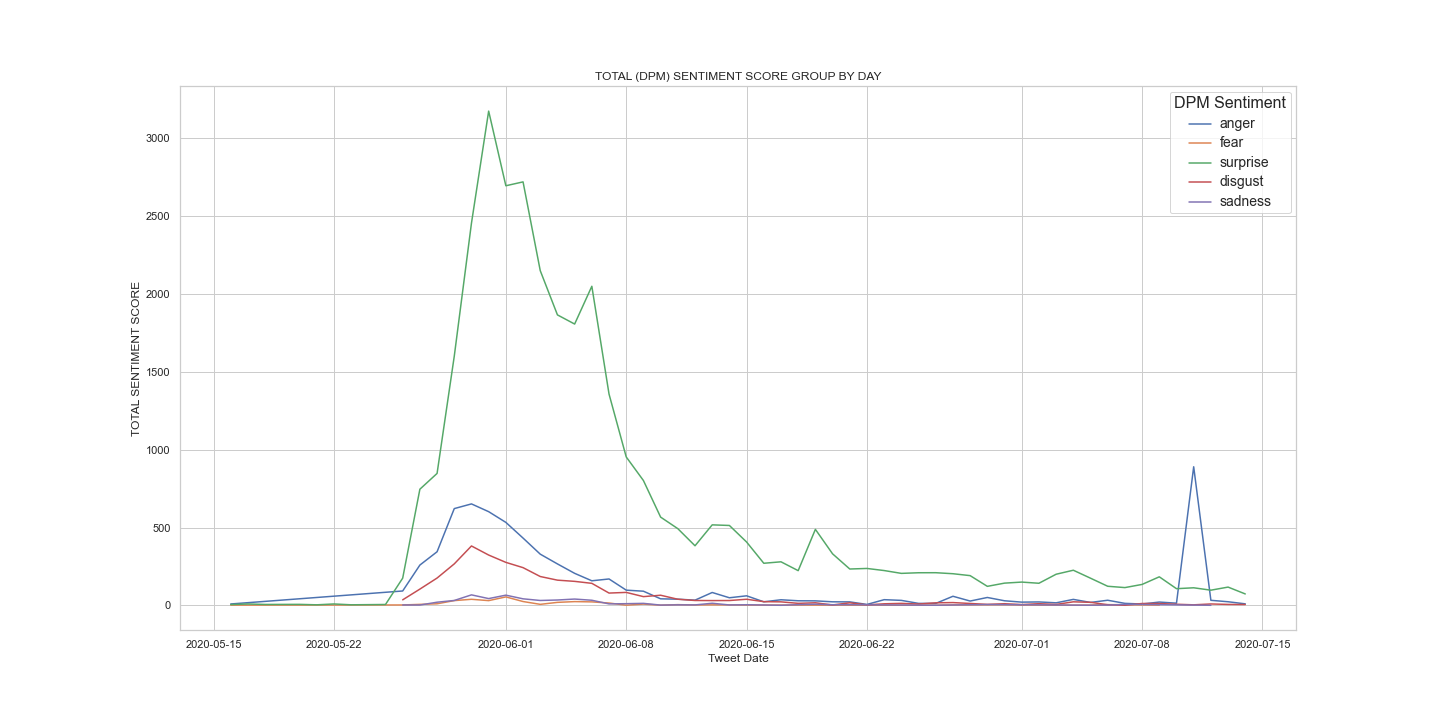 TOTAL (DPM) SENTIMENT SCORE GROUP BY DAY
DPM Sentiment
anger
fear
surprise
disgust
sadness
TOTAL SENTIMENT SCORE
3000
2500
2000
1500
1000
500
0
2020-05-15 2020-05-22 2020-06-01 2020-06-08 2020-06-15 2020-06-22 2020-07-01 2020-07-08 2020-07-15
Tweet Date